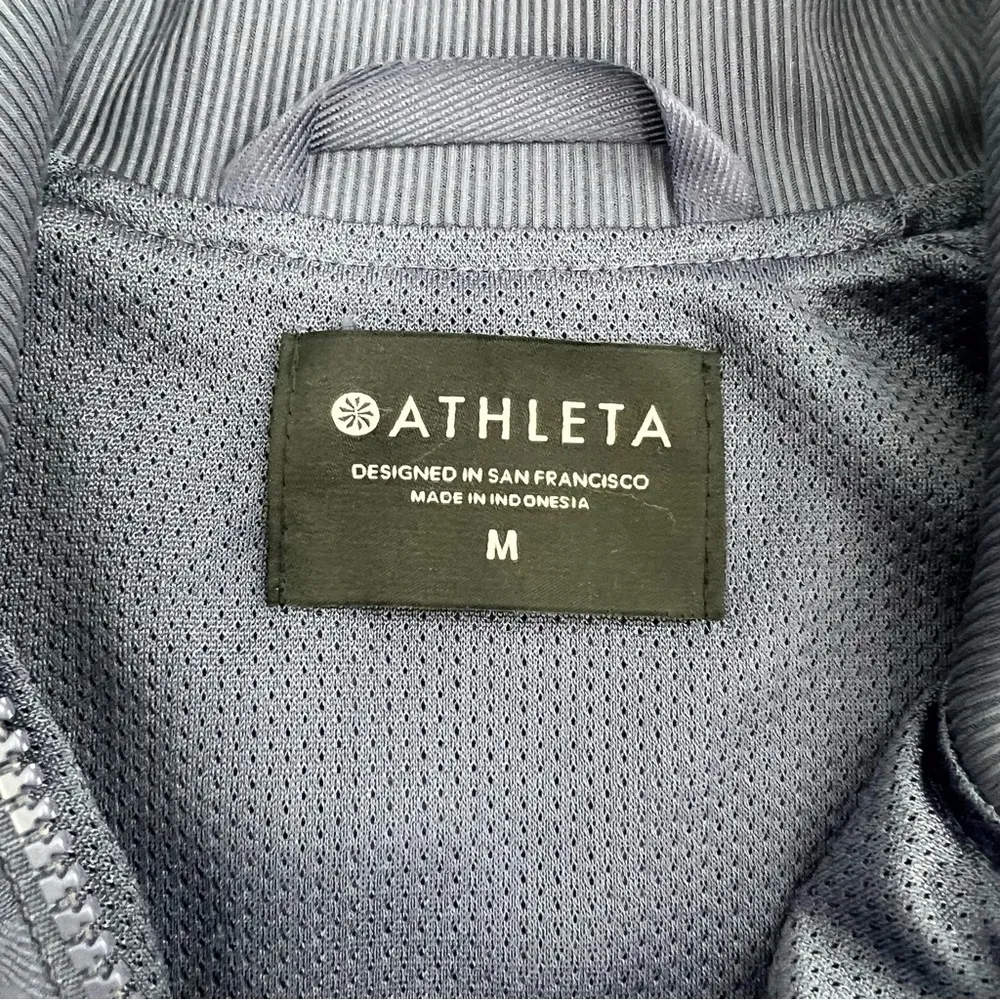 ATHLETA
DESIGNED IN SAN FRANCISCO
MADE IN INDONESIA
M